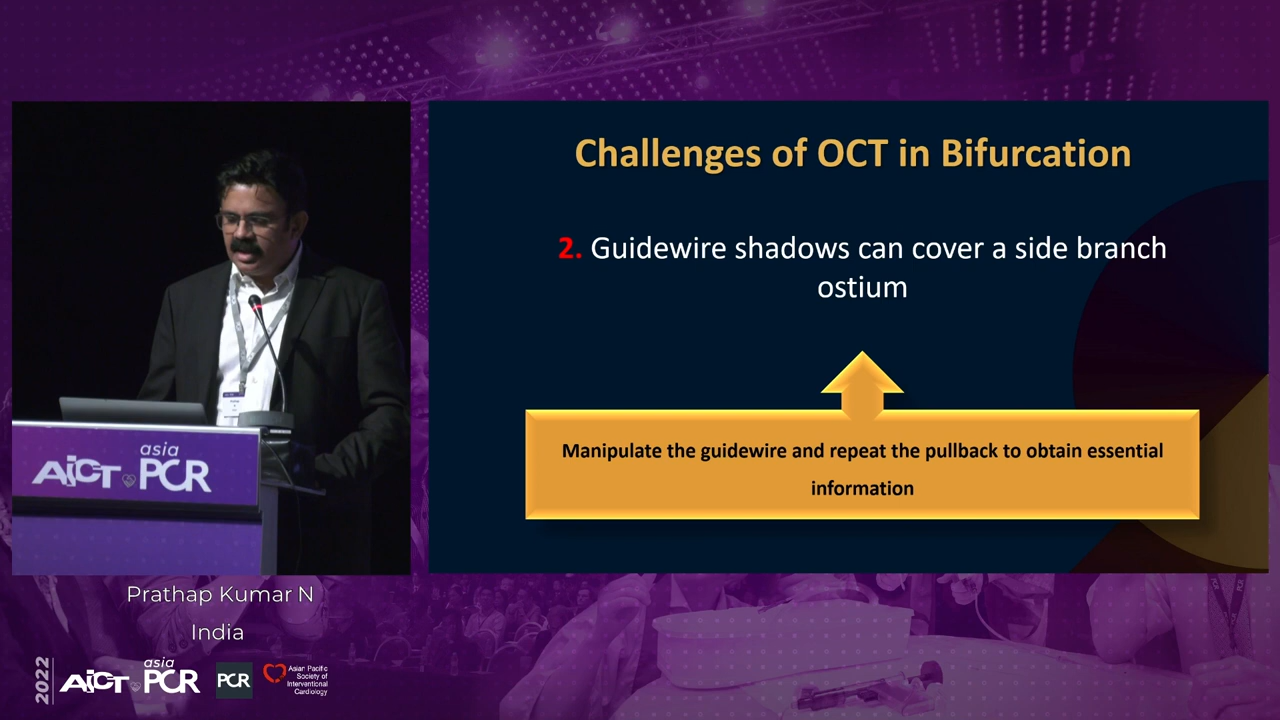 Challenges of OCT in Bifurcation
2. Guidewire shadows can cover a side branch
ostium
Manipulate the guidewire and repeat the pullback to obtain essential
information
asia
AICT PCR
Prathap Kumar N
India
2022
asia
AICT PCR
PCR
Asian Pacific
Society of
Interventional
Cardiology